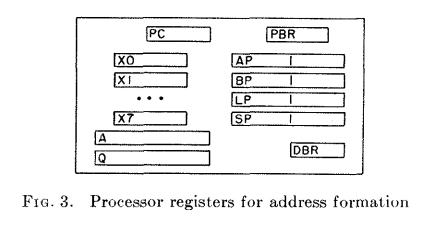 PC PBR
X0 AP
X1 BP
• • • LP
X7 SP
A
DBR
Q
FIG. 3. Processor registers for address formation